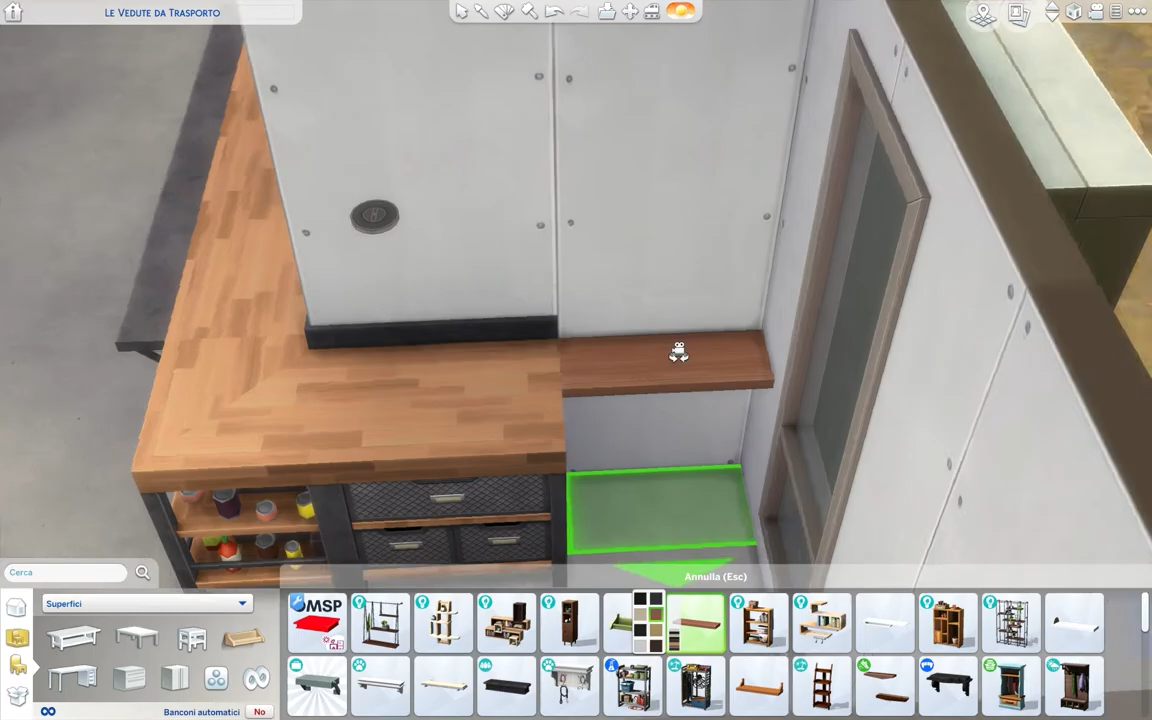 LE VEDUTE DA TRASPORTO
Annulla (Esc)
Cerca
Superfici
MSP
Banconi automatici
No